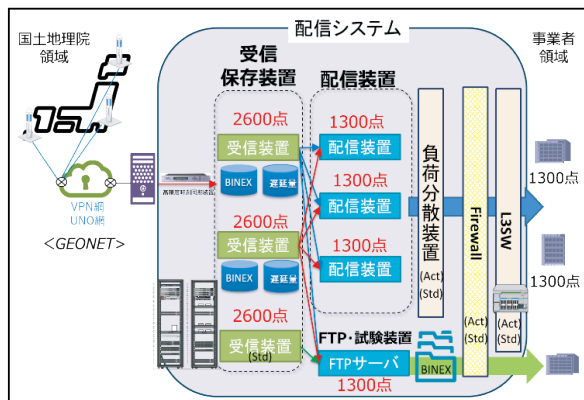 国土地理院
領域
配信システム
事業者
領域
受信
保存装置
配信装置
2600点
受信装置
BINEX
遅延量
2600点
受信装置
BINEX
遅延量
2600点
受信装置
(Std)
1300点
配信装置
1300点
配信装置
1300点
配信装置
FTP・試験装置
FTPサーバ
1300点
BINEX
負荷分散装置
(Act)
(Std)
Firewall
(Act)
(Std)
L3SW
(Act)
(Std)
1300点
1300点
VPN網
UNO網
<GEONET>